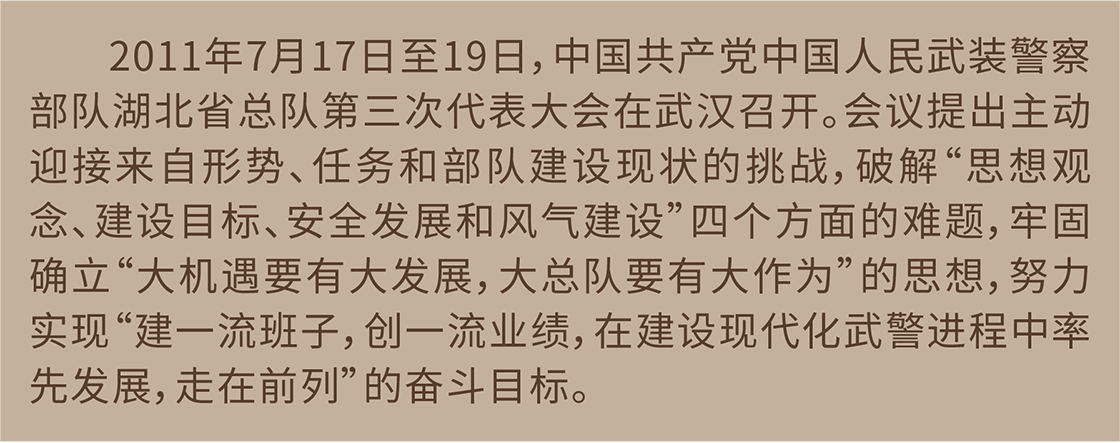 2011年7月17日至19日，中国共产党中国人民武装警察
部队湖北省总队第三次代表大会在武汉召开。会议提出主动
迎接来自形势、任务和部队建设现状的挑战，破解“思想观
念、建设目标、安全发展和风气建设”四个方面的难题，牢固
确立“大机遇要有大发展，大总队要有大作为”的思想，努力
实现“建一流班子，创一流业绩，在建设现代化武警进程中率
先发展，走在前列”的奋斗目标。